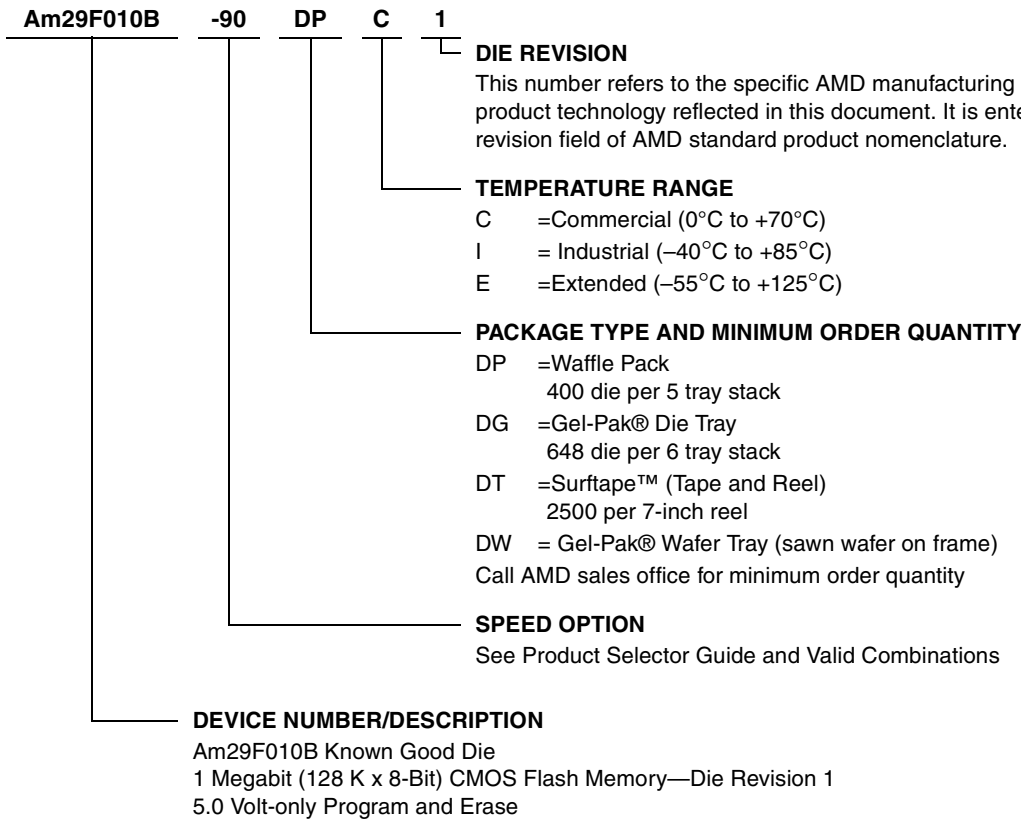 Am29F010B -90 DP C 1
DIE REVISION
This number refers to the specific AMD manufacturing
product technology reflected in this document. It is
revision field of AMD standard product nomenclature.
TEMPERATURE RANGE
C =Commercial (0°C to +70°C)
I = Industrial (–40°C to +85°C)
E =Extended (–55°C to +125°C)
PACKAGE TYPE AND MINIMUM ORDER QUANTITY
DP =Waffle Pack
400 die per 5 tray stack
DG =Gel-Pak® Die Tray
648 die per 6 tray stack
DT =Surftape™ (Tape and Reel)
2500 per 7-inch reel
DW = Gel-Pak® Wafer Tray (sawn wafer on frame)
Call AMD sales office for minimum order quantity
SPEED OPTION
See Product Selector Guide and Valid Combinations
DEVICE NUMBER/DESCRIPTION
Am29F010B Known Good Die
1 Megabit (128 K x 8-Bit) CMOS Flash Memory—Die Revision 1
5.0 Volt-only Program and Erase